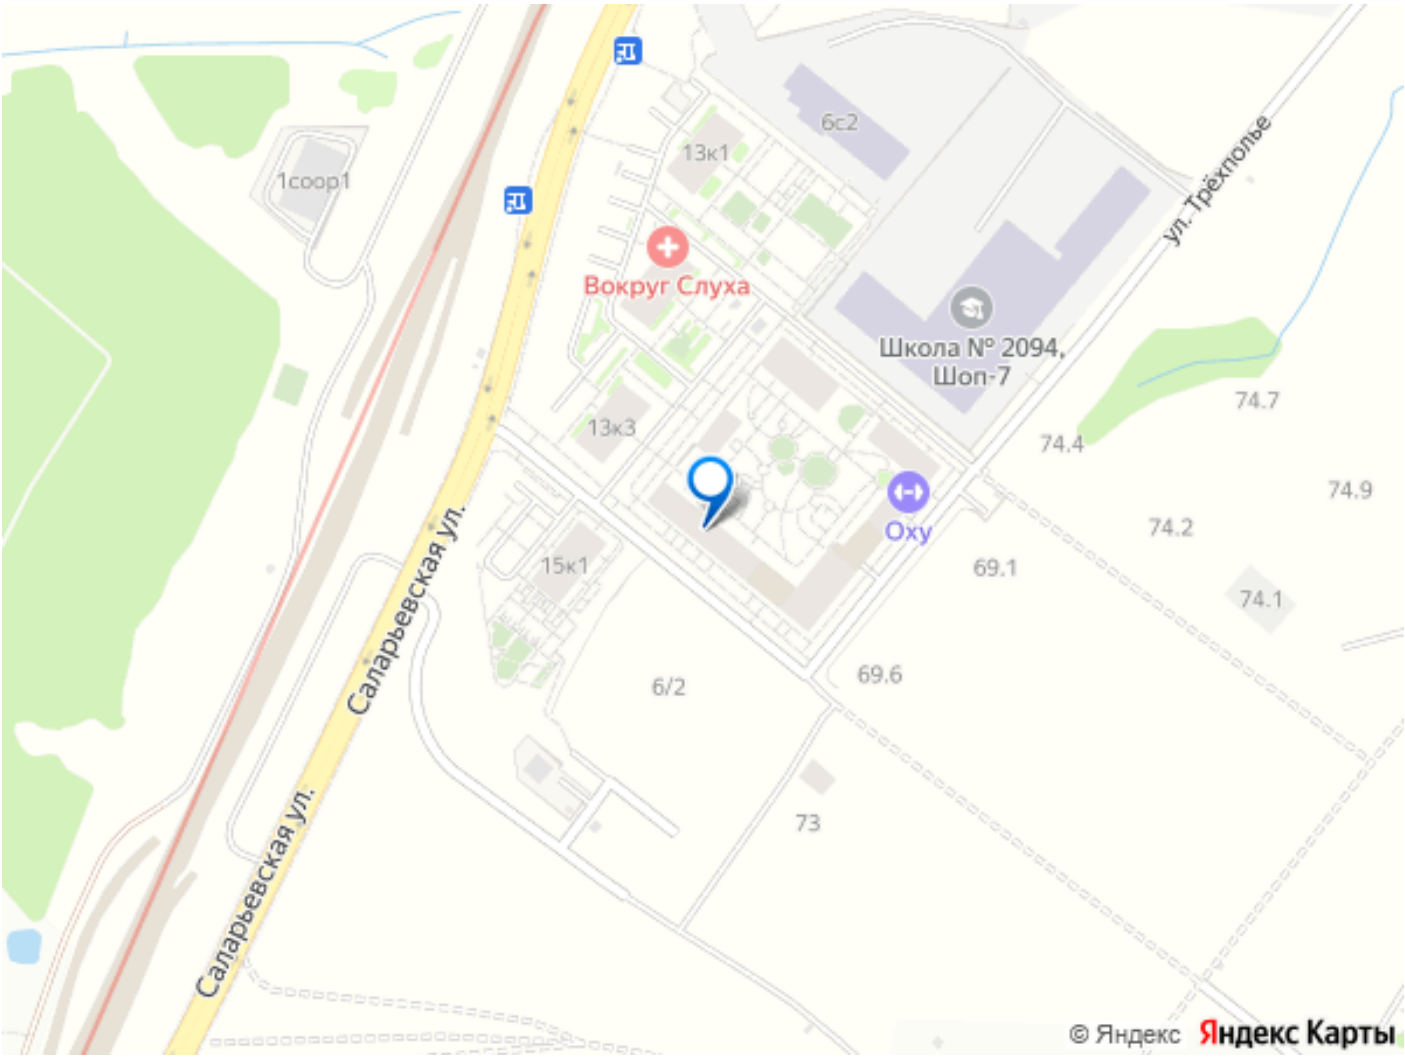 6с2
ул. Трёхполье
13к1
1соор1
Вокруг Слуха
Школа № 2094,
Шоп-7
74.7
13к3
74.4
74.9
Оху
74.2
15к1
69.1
74.1
Саларьевская ул.
69.6
6/2
73
Саларьевская ул.
© Яндекс Яндекс Карты